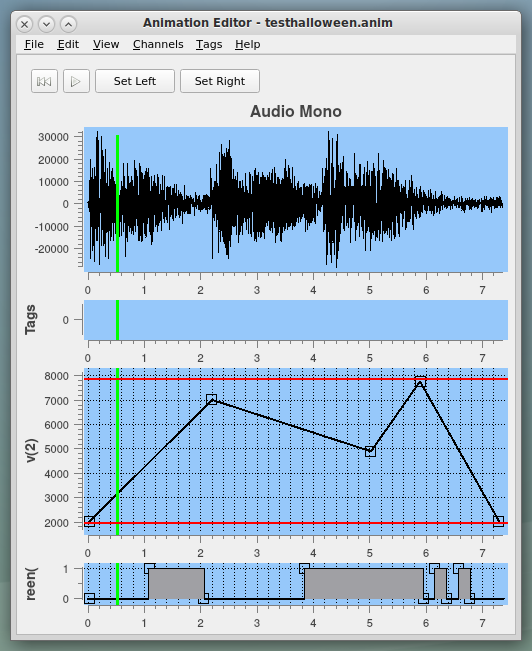 Animation Editor - testhalloween.anim
File Edit View Channels Tags Help
Set Left Set Right
Audio Mono
30000
20000
10000
0
-10000
-20000
0 1 2 3 4 5 6 7
Tags
0
0 1 2 3 4 5 6 7
v(2)
8000
7000
6000
5000
4000
3000
2000
0 1 2 3 4 5 6 7
reen(
1
0
0 1 2 3 4 5 6 7